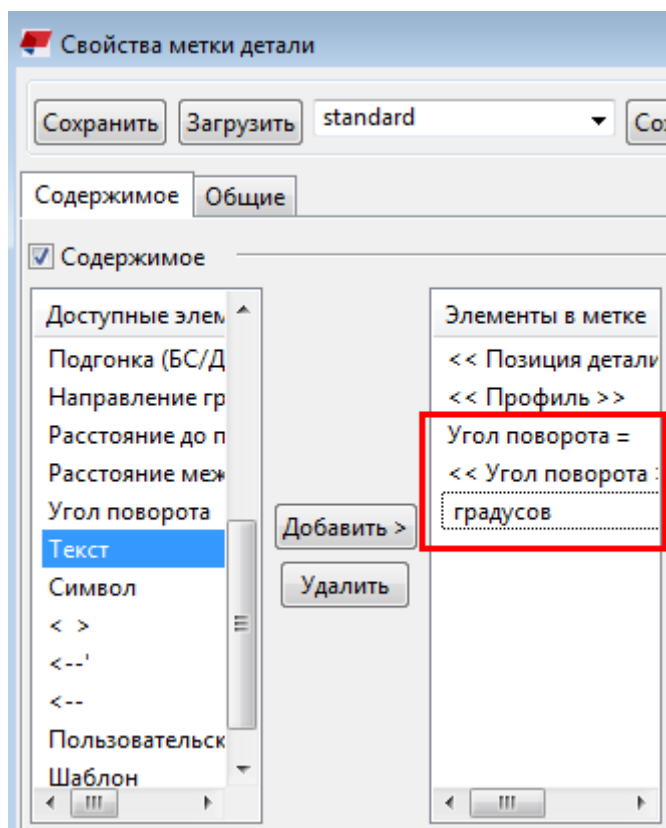 Свойства метки детали
Сохранить Загрузить standard Со
Содержимое Общие
Содержимое
Доступные элем
Подгонка (БС/Д
Направление гр
Расстояние до п
Расстояние меж
Угол поворота
Текст
Символ
< >
<--'
<--
Пользовательск
Шаблон
Добавить >
Удалить
Элементы в метке
<< Позиция детали
<< Профиль >>
Угол поворота =
<< Угол поворота
градусов